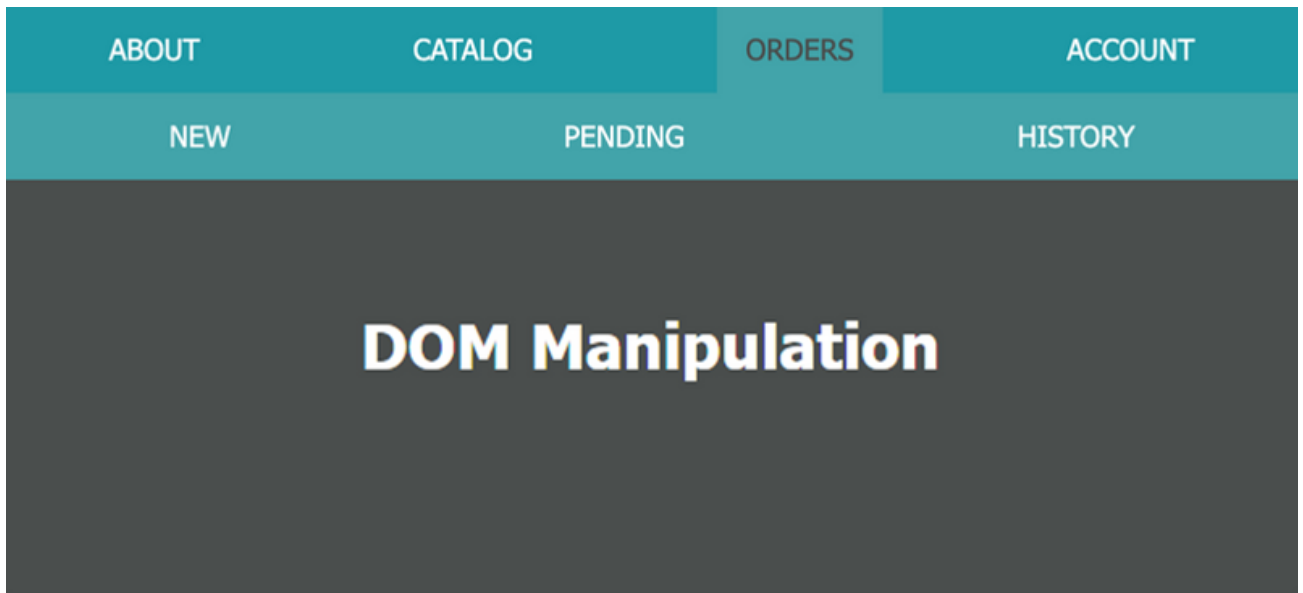 ABOUT CATALOG ORDERS ACCOUNT
NEW PENDING HISTORY
DOM Manipulation